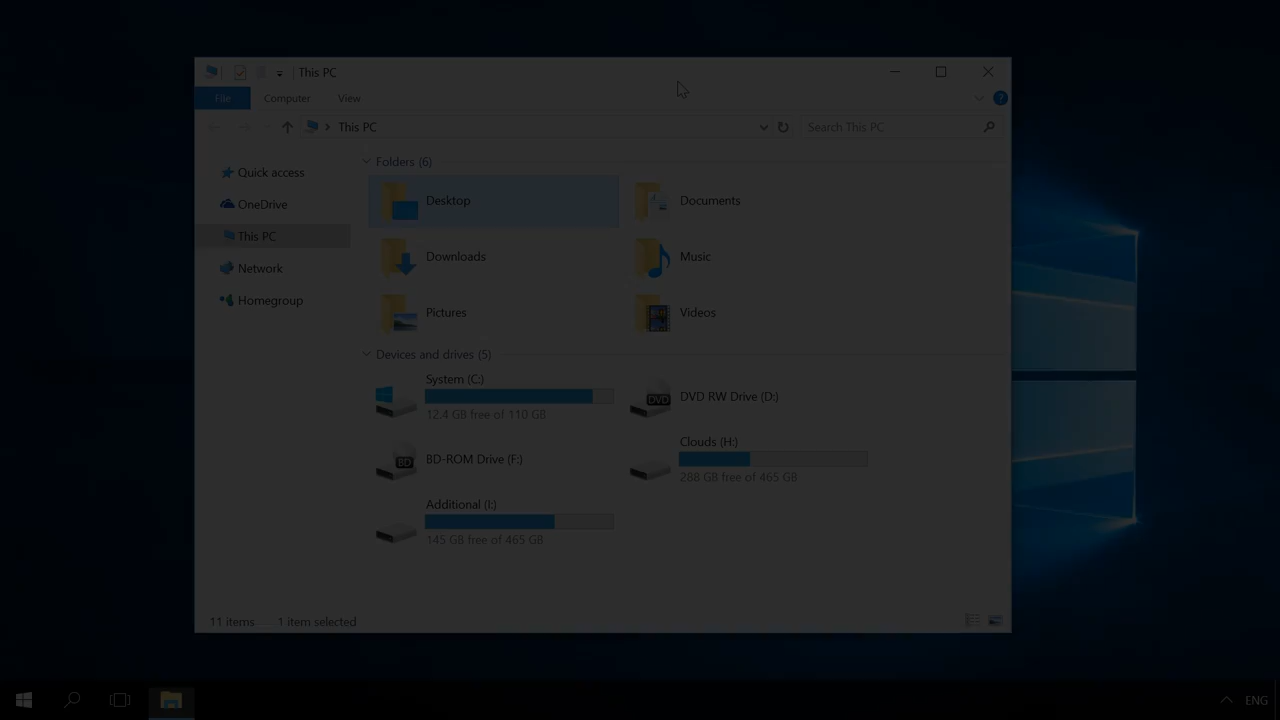 This PC
File Computer View
This PC Search This PC
Quick access
OneDrive
This PC
Network
Homegroup
Folders (6)
Desktop
Documents
Downloads
Music
Pictures
Videos
Devices and drives (5)
System (C:)
12.4 GB free of 110 GB
DVD
DVD RW Drive (D:)
BD
BD-ROM Drive (F:)
Clouds (H:)
288 GB free of 465 GB
Additional (I:)
145 GB free of 465 GB
11 items 1 item selected
ENG